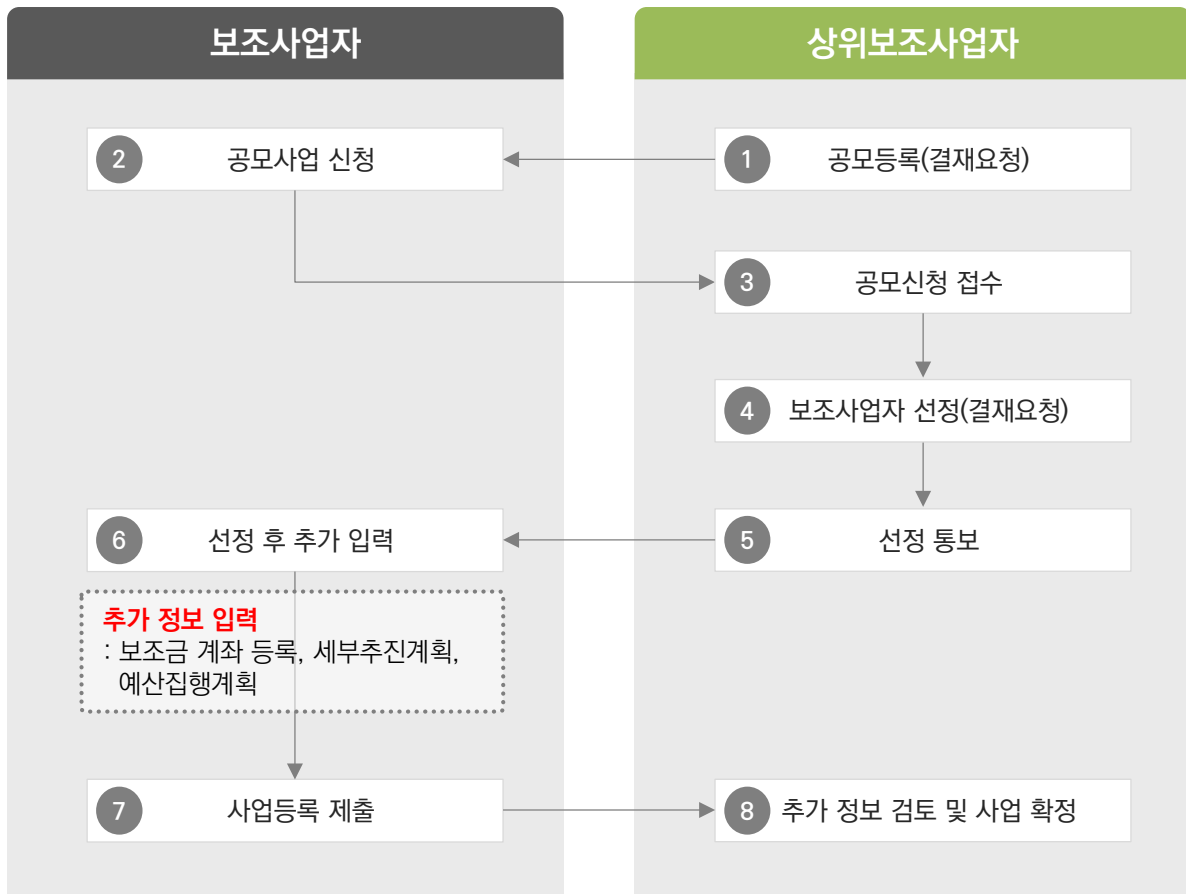 보조사업자
상위보조사업자
2 공모사업 신청
1 공모등록(결재요청)
3 공모신청 접수
4 보조사업자 선정(결재요청)
6 선정 후 추가 입력
5 선정 통보
추가 정보 입력
: 보조금 계좌 등록, 세부추진계획,
예산집행계획
7 사업등록 제출
8 추가 정보 검토 및 사업 확정